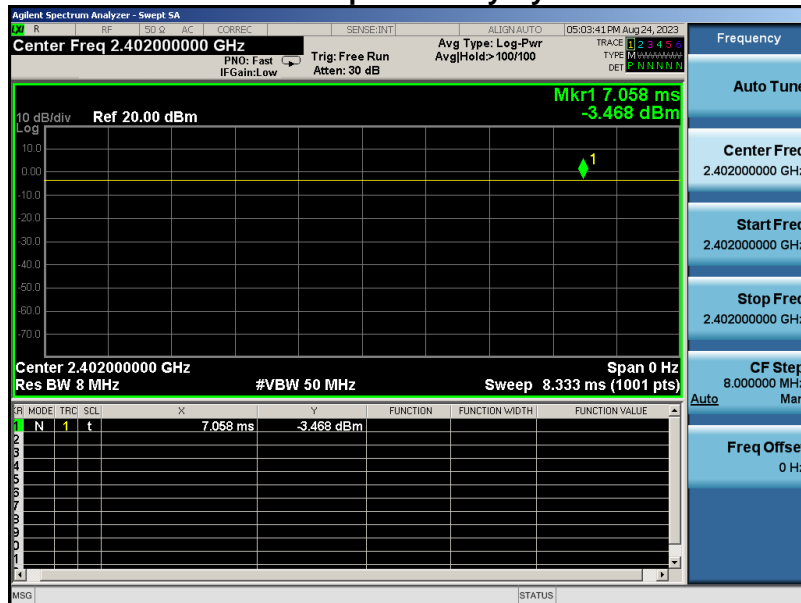 Agilent Spectrum Analyzer - Swept SA
LXI R RF 50 Ω AC CORREC SENSE:INT ALIGN AUTO 05:03:41 PM Aug 24, 2023
Center Freq 2.402000000 GHz
PNO: Fast
IFGain:Low
Trig: Free Run
Atten: 30 dB
Avg Type: Log-Pwr
Avg|Hold:>100/100
TRACE 1 2 3 4 5 6
TYPE M
DET P N N N N N
Frequency
Mkr1 7.058 ms
-3.468 dBm
10 dB/div Ref 20.00 dBm
Log
10.0
0.00
-10.0
-20.0
-30.0
-40.0
-50.0
-60.0
-70.0
1
Center 2.402000000 GHz Span 0 Hz
Res BW 8 MHz #VBW 50 MHz Sweep 8.333 ms (1001 pts)
MODE TRC SCL X Y FUNCTION FUNCTION WIDTH FUNCTION VALUE
1 N 1 t 7.058 ms -3.468 dBm
2
3
4
5
6
7
8
9
Auto Tune
Center Freq
2.402000000 GHz
Start Freq
2.402000000 GHz
Stop Freq
2.402000000 GHz
CF Step
8.000000 MHz
Auto Man
Freq Offset
0 Hz
MSG STATUS